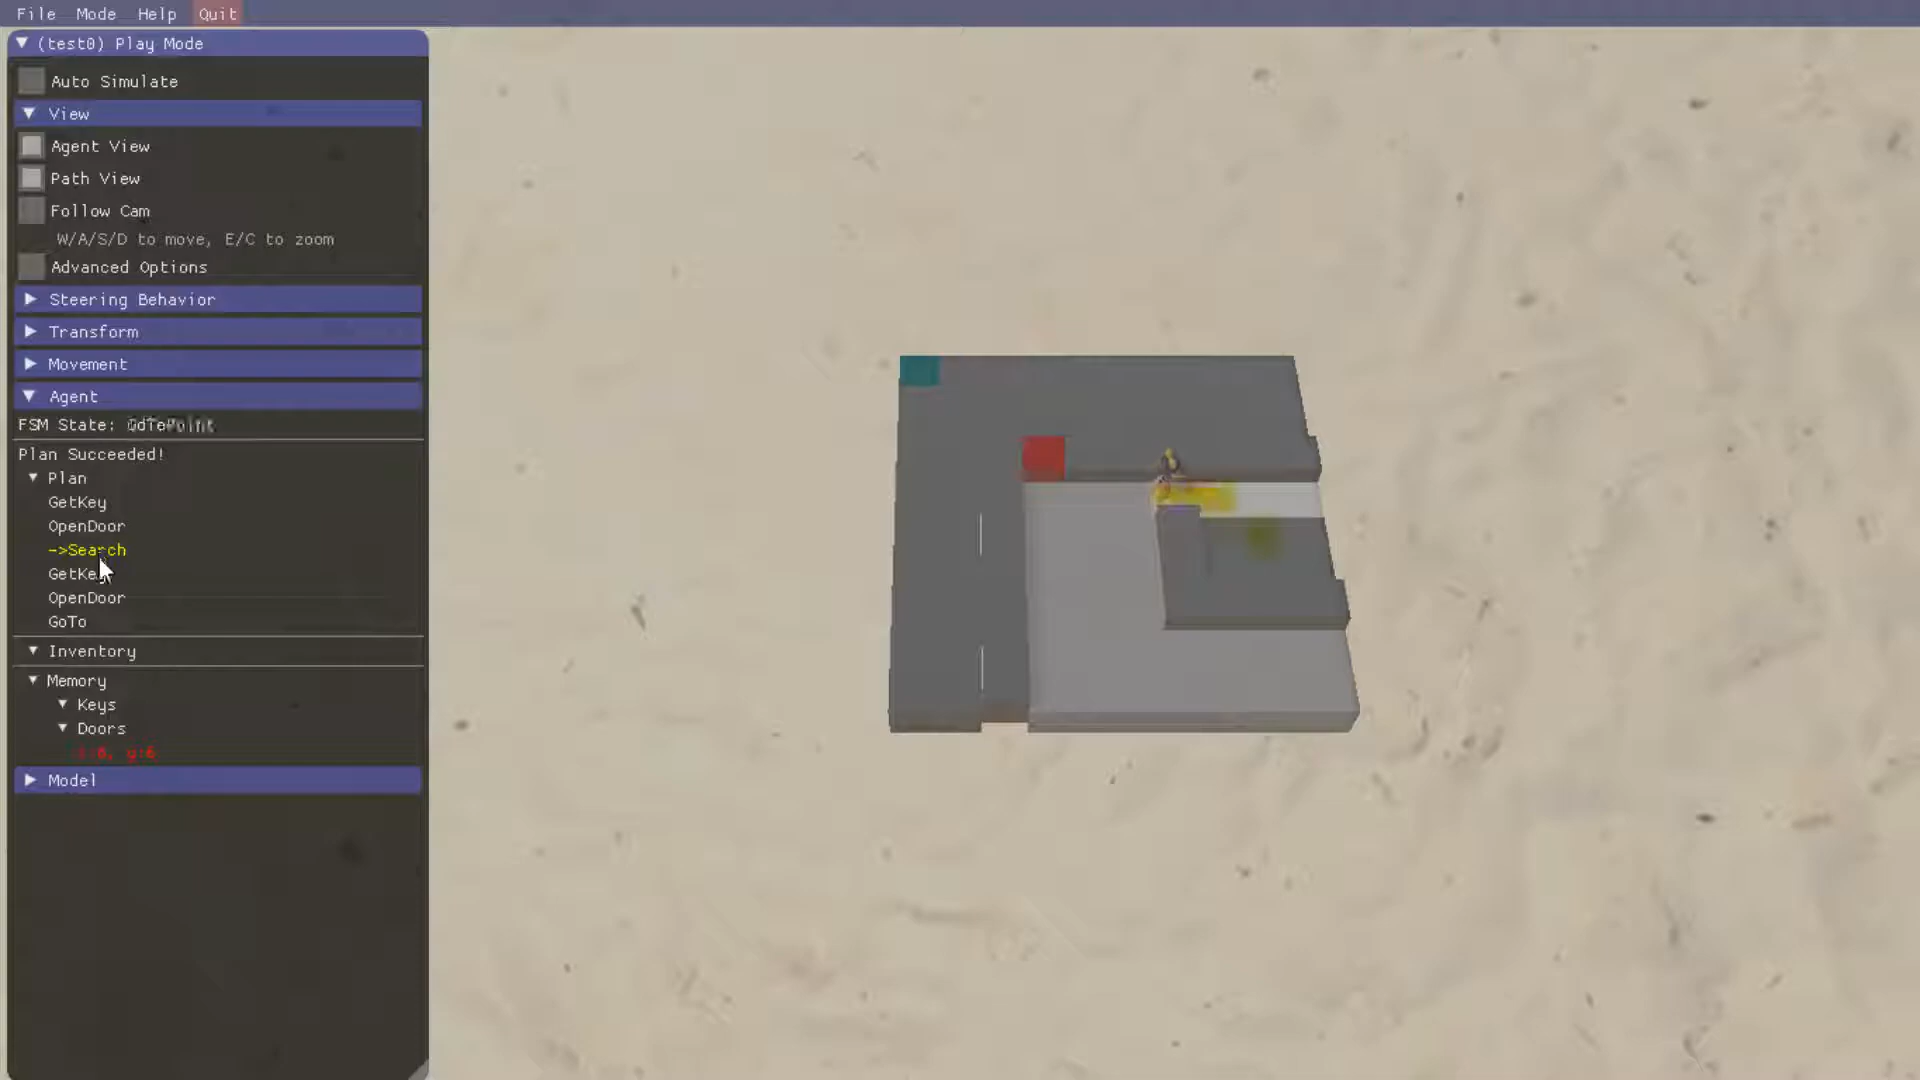 File Mode Help Quit
(test0) Play Mode
Auto Simulate
View
Agent View
Path View
Follow Cam
W/A/S/D to move, E/C to zoom
Advanced Options
Steering Behavior
Transform
Movement
Agent
FSM State:
Plan Succeeded!
Plan
GetKey
OpenDoor
->Search
GetKey
OpenDoor
GoTo
Inventory
Memory
Keys
Doors
Model